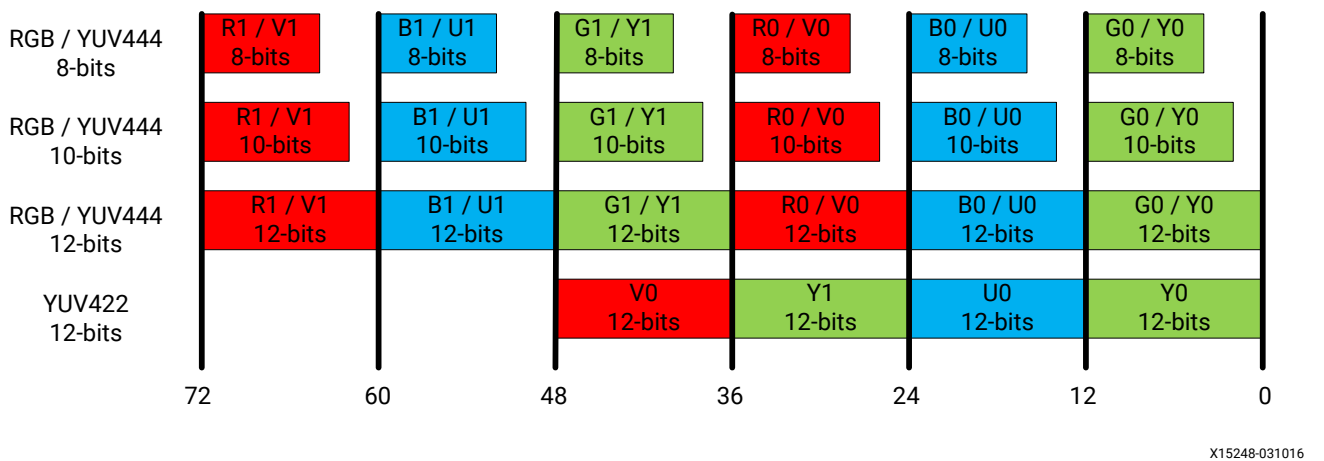 RGB / YUV444
8-bits
R1 / V1
8-bits
B1 / U1
8-bits
G1 / Y1
8-bits
R0 / V0
8-bits
B0 / U0
8-bits
G0 / Y0
8-bits
RGB / YUV444
10-bits
R1 / V1
10-bits
B1 / U1
10-bits
G1 / Y1
10-bits
R0 / V0
10-bits
B0 / U0
10-bits
G0 / Y0
10-bits
RGB / YUV444
12-bits
R1 / V1
12-bits
B1 / U1
12-bits
G1 / Y1
12-bits
R0 / V0
12-bits
B0 / U0
12-bits
G0 / Y0
12-bits
YUV422
12-bits
V0
12-bits
Y1
12-bits
U0
12-bits
Y0
12-bits
72 60 48 36 24 12 0
X15248-031016